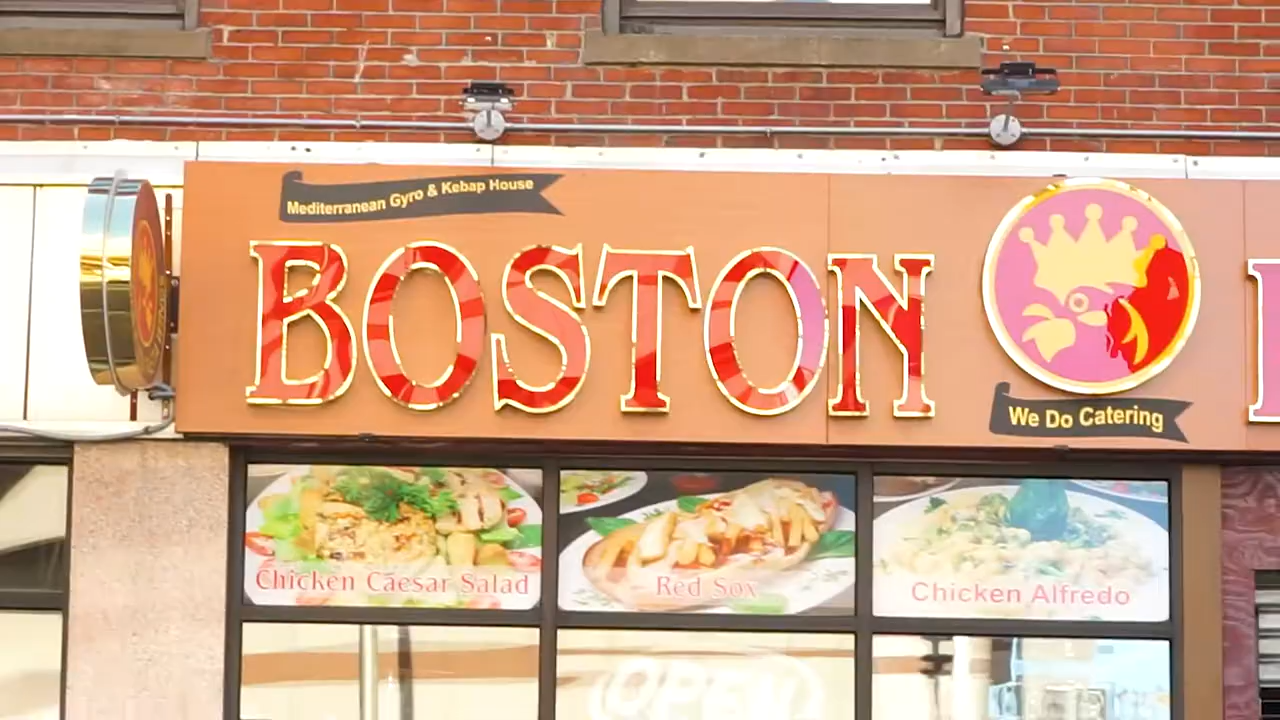 Mediterranean Gyro & Kebap House
BOSTON
We Do Catering
Chicken Caesar Salad
Red Sox
Chicken Alfredo
OPEN